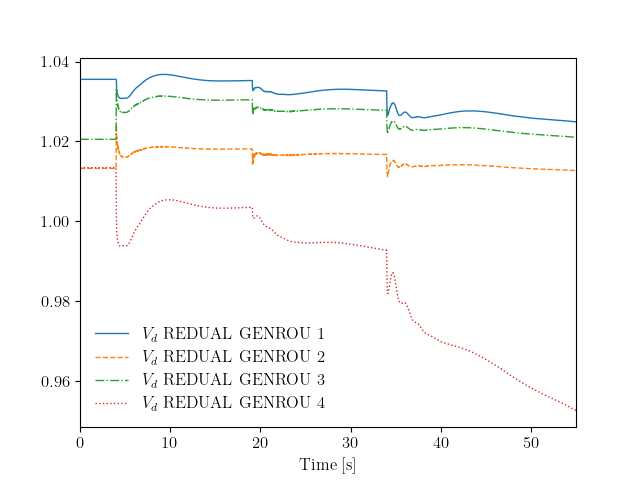 1.04
1.02
1.00
0.98
0.96
V_d REDUAL GENROU 1
V_d REDUAL GENROU 2
V_d REDUAL GENROU 3
V_d REDUAL GENROU 4
0 10 20 30 40 50
Time [s]